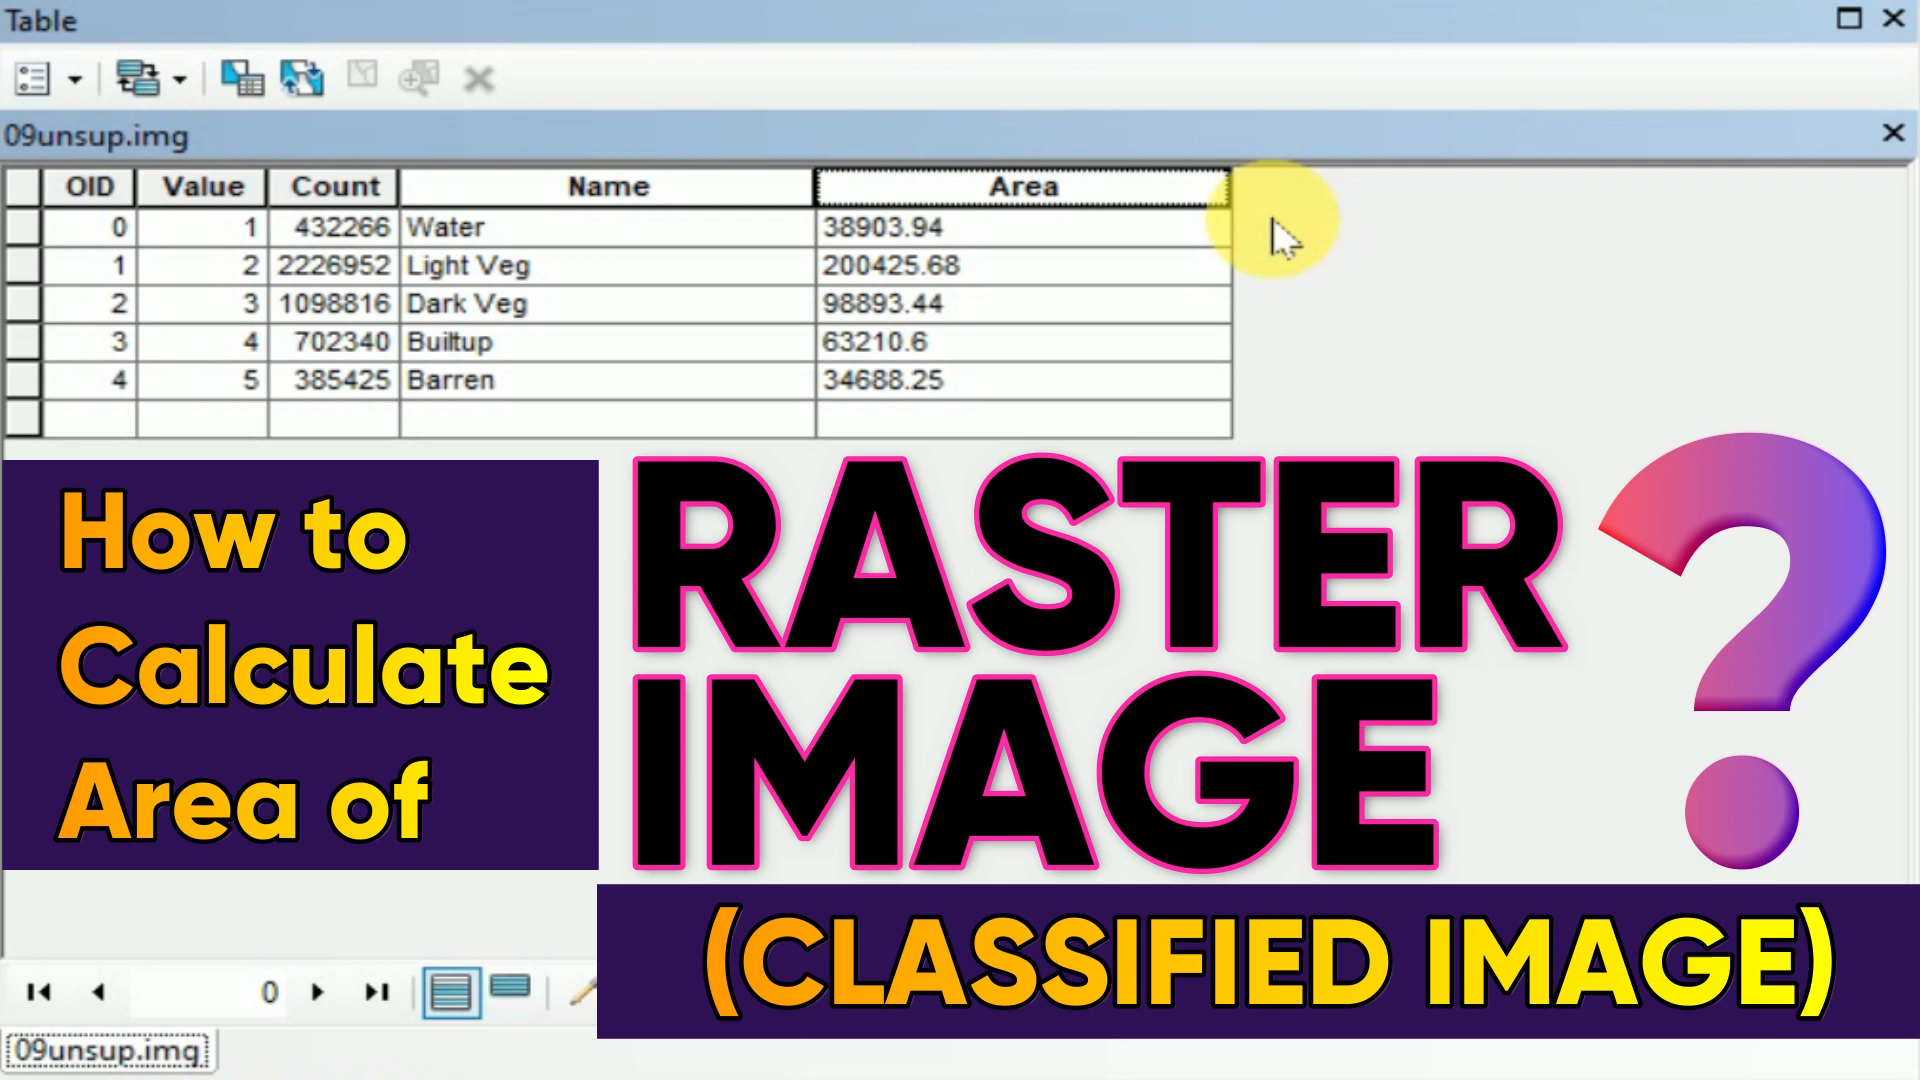 Table
09unsup.img
OID Value Count Name Area
0 1 432266 Water 38903.94
1 2 2226952 Light Veg 200425.68
2 3 1098816 Dark Veg 98893.44
3 4 702340 Builtup 63210.6
4 5 385425 Barren 34688.25
How to
Calculate
Area of
RASTER
IMAGE
?
(CLASSIFIED IMAGE)
0
09unsup.img